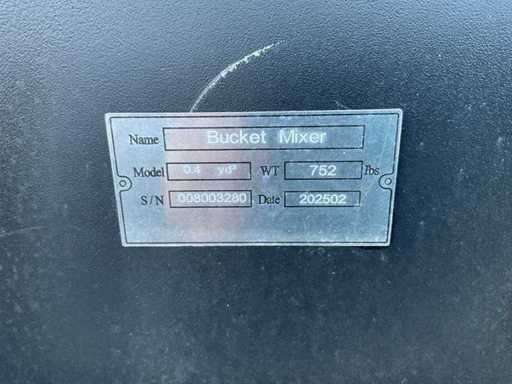 Name Bucket Mixer
Model 0.4 yd³ WT 752 lbs
S/N 008003280 Date 202502